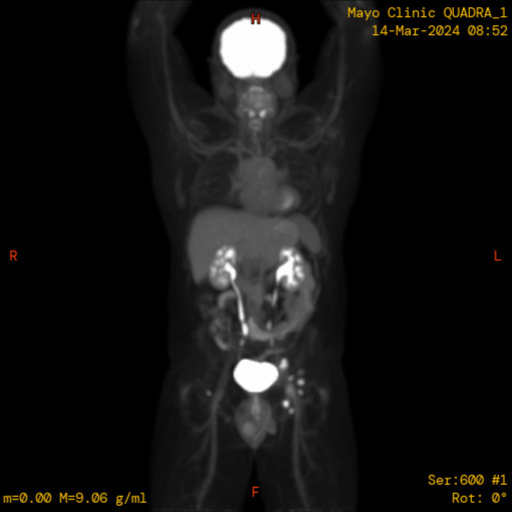 H
Mayo Clinic QUADRA_1
14-Mar-2024 08:52
R
L
Ser:600 #1
m=0.00 M=9.06 g/ml
F
Rot: 0°